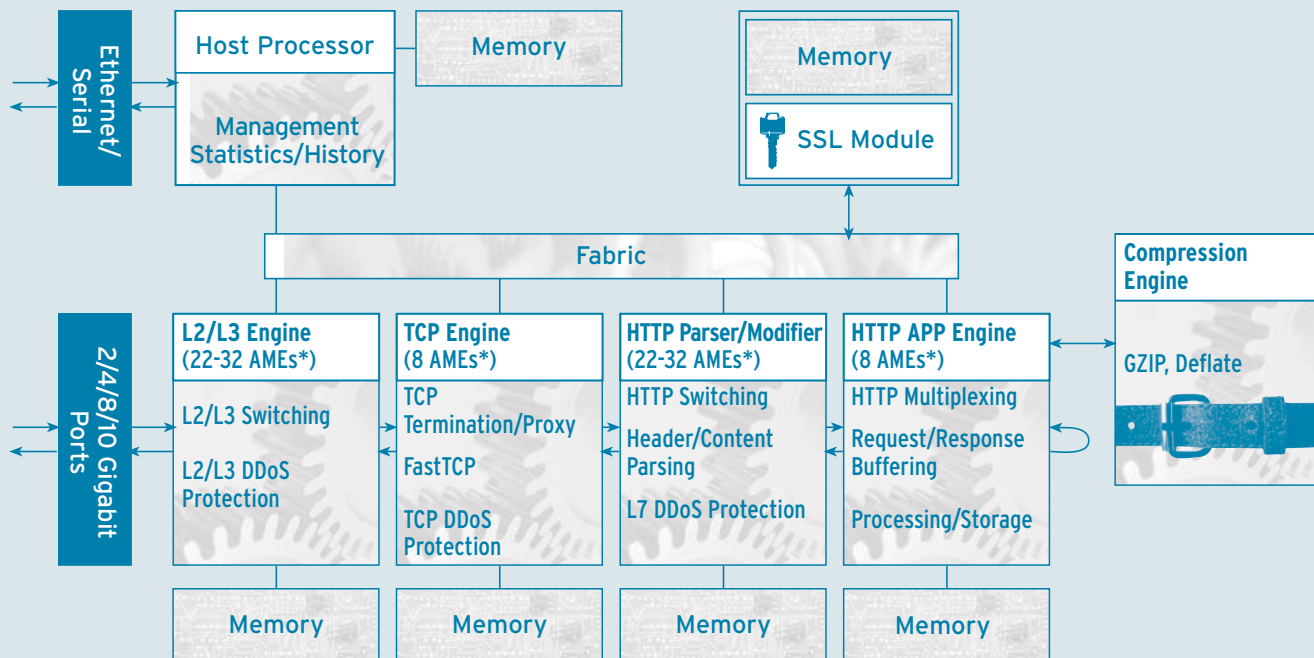 Ethernet/
Serial
Host Processor
Management
Statistics/History
Memory
Memory
SSL Module
Fabric
2/4/8/10 Gigabit
Ports
L2/L3 Engine
(22-32 AMEs*)
L2/L3 Switching
L2/L3 DDoS
Protection
TCP Engine
(8 AMEs*)
TCP
Termination/Proxy
FastTCP
TCP DDoS
Protection
HTTP Parser/Modifier
(22-32 AMEs*)
HTTP Switching
Header/Content
Parsing
L7 DDoS Protection
HTTP APP Engine
(8 AMEs*)
HTTP Multiplexing
Request/Response
Buffering
Processing/Storage
Compression
Engine
GZIP, Deflate
Memory
Memory
Memory
Memory